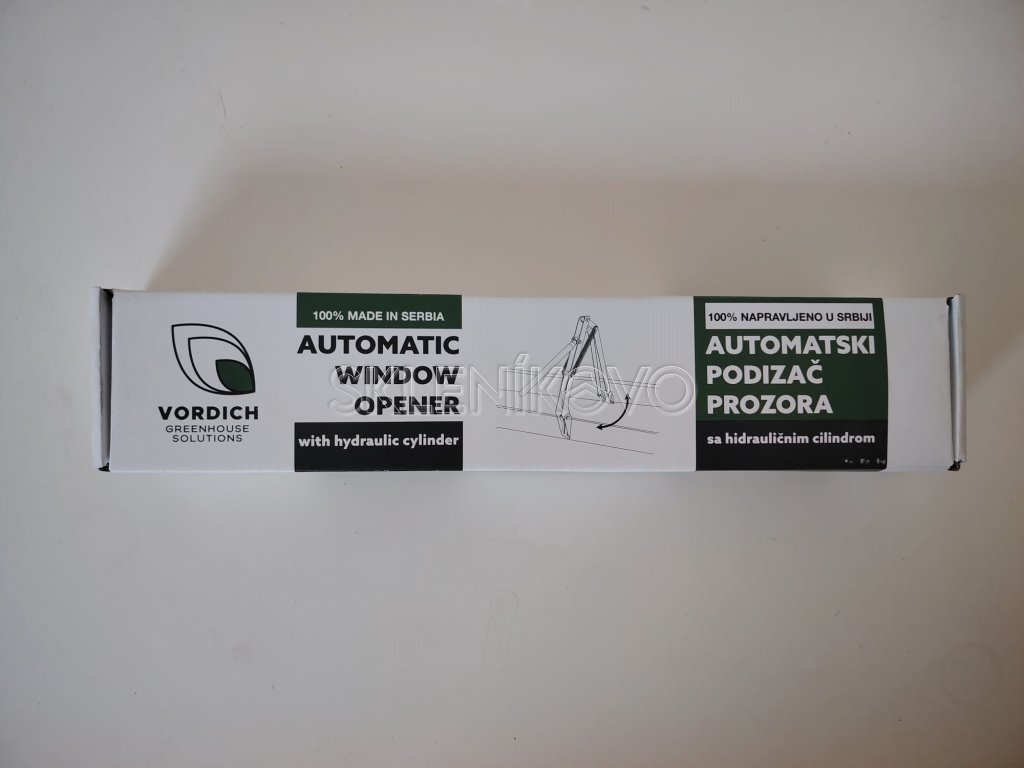 VORDICH
GREENHOUSE
SOLUTIONS
100% MADE IN SERBIA
AUTOMATIC
WINDOW
OPENER
with hydraulic cylinder
100% NAPRAVLJENO U SRBIJI
AUTOMATSKI
PODIZAČ
PROZORA
sa hidrauličnim cilindrom